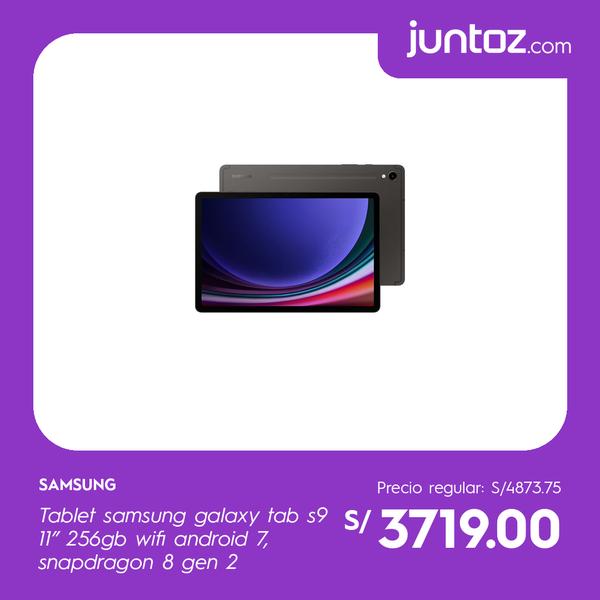 juntoz.com
SAMSUNG
Tablet samsung galaxy tab s9
11” 256gb wifi android 7,
snapdragon 8 gen 2
Precio regular: S/4873.75
S/ 3719.00